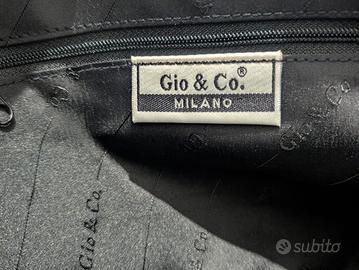 Gio & Co.®
MILANO
Gio & Co.
Gio & Co.
subito